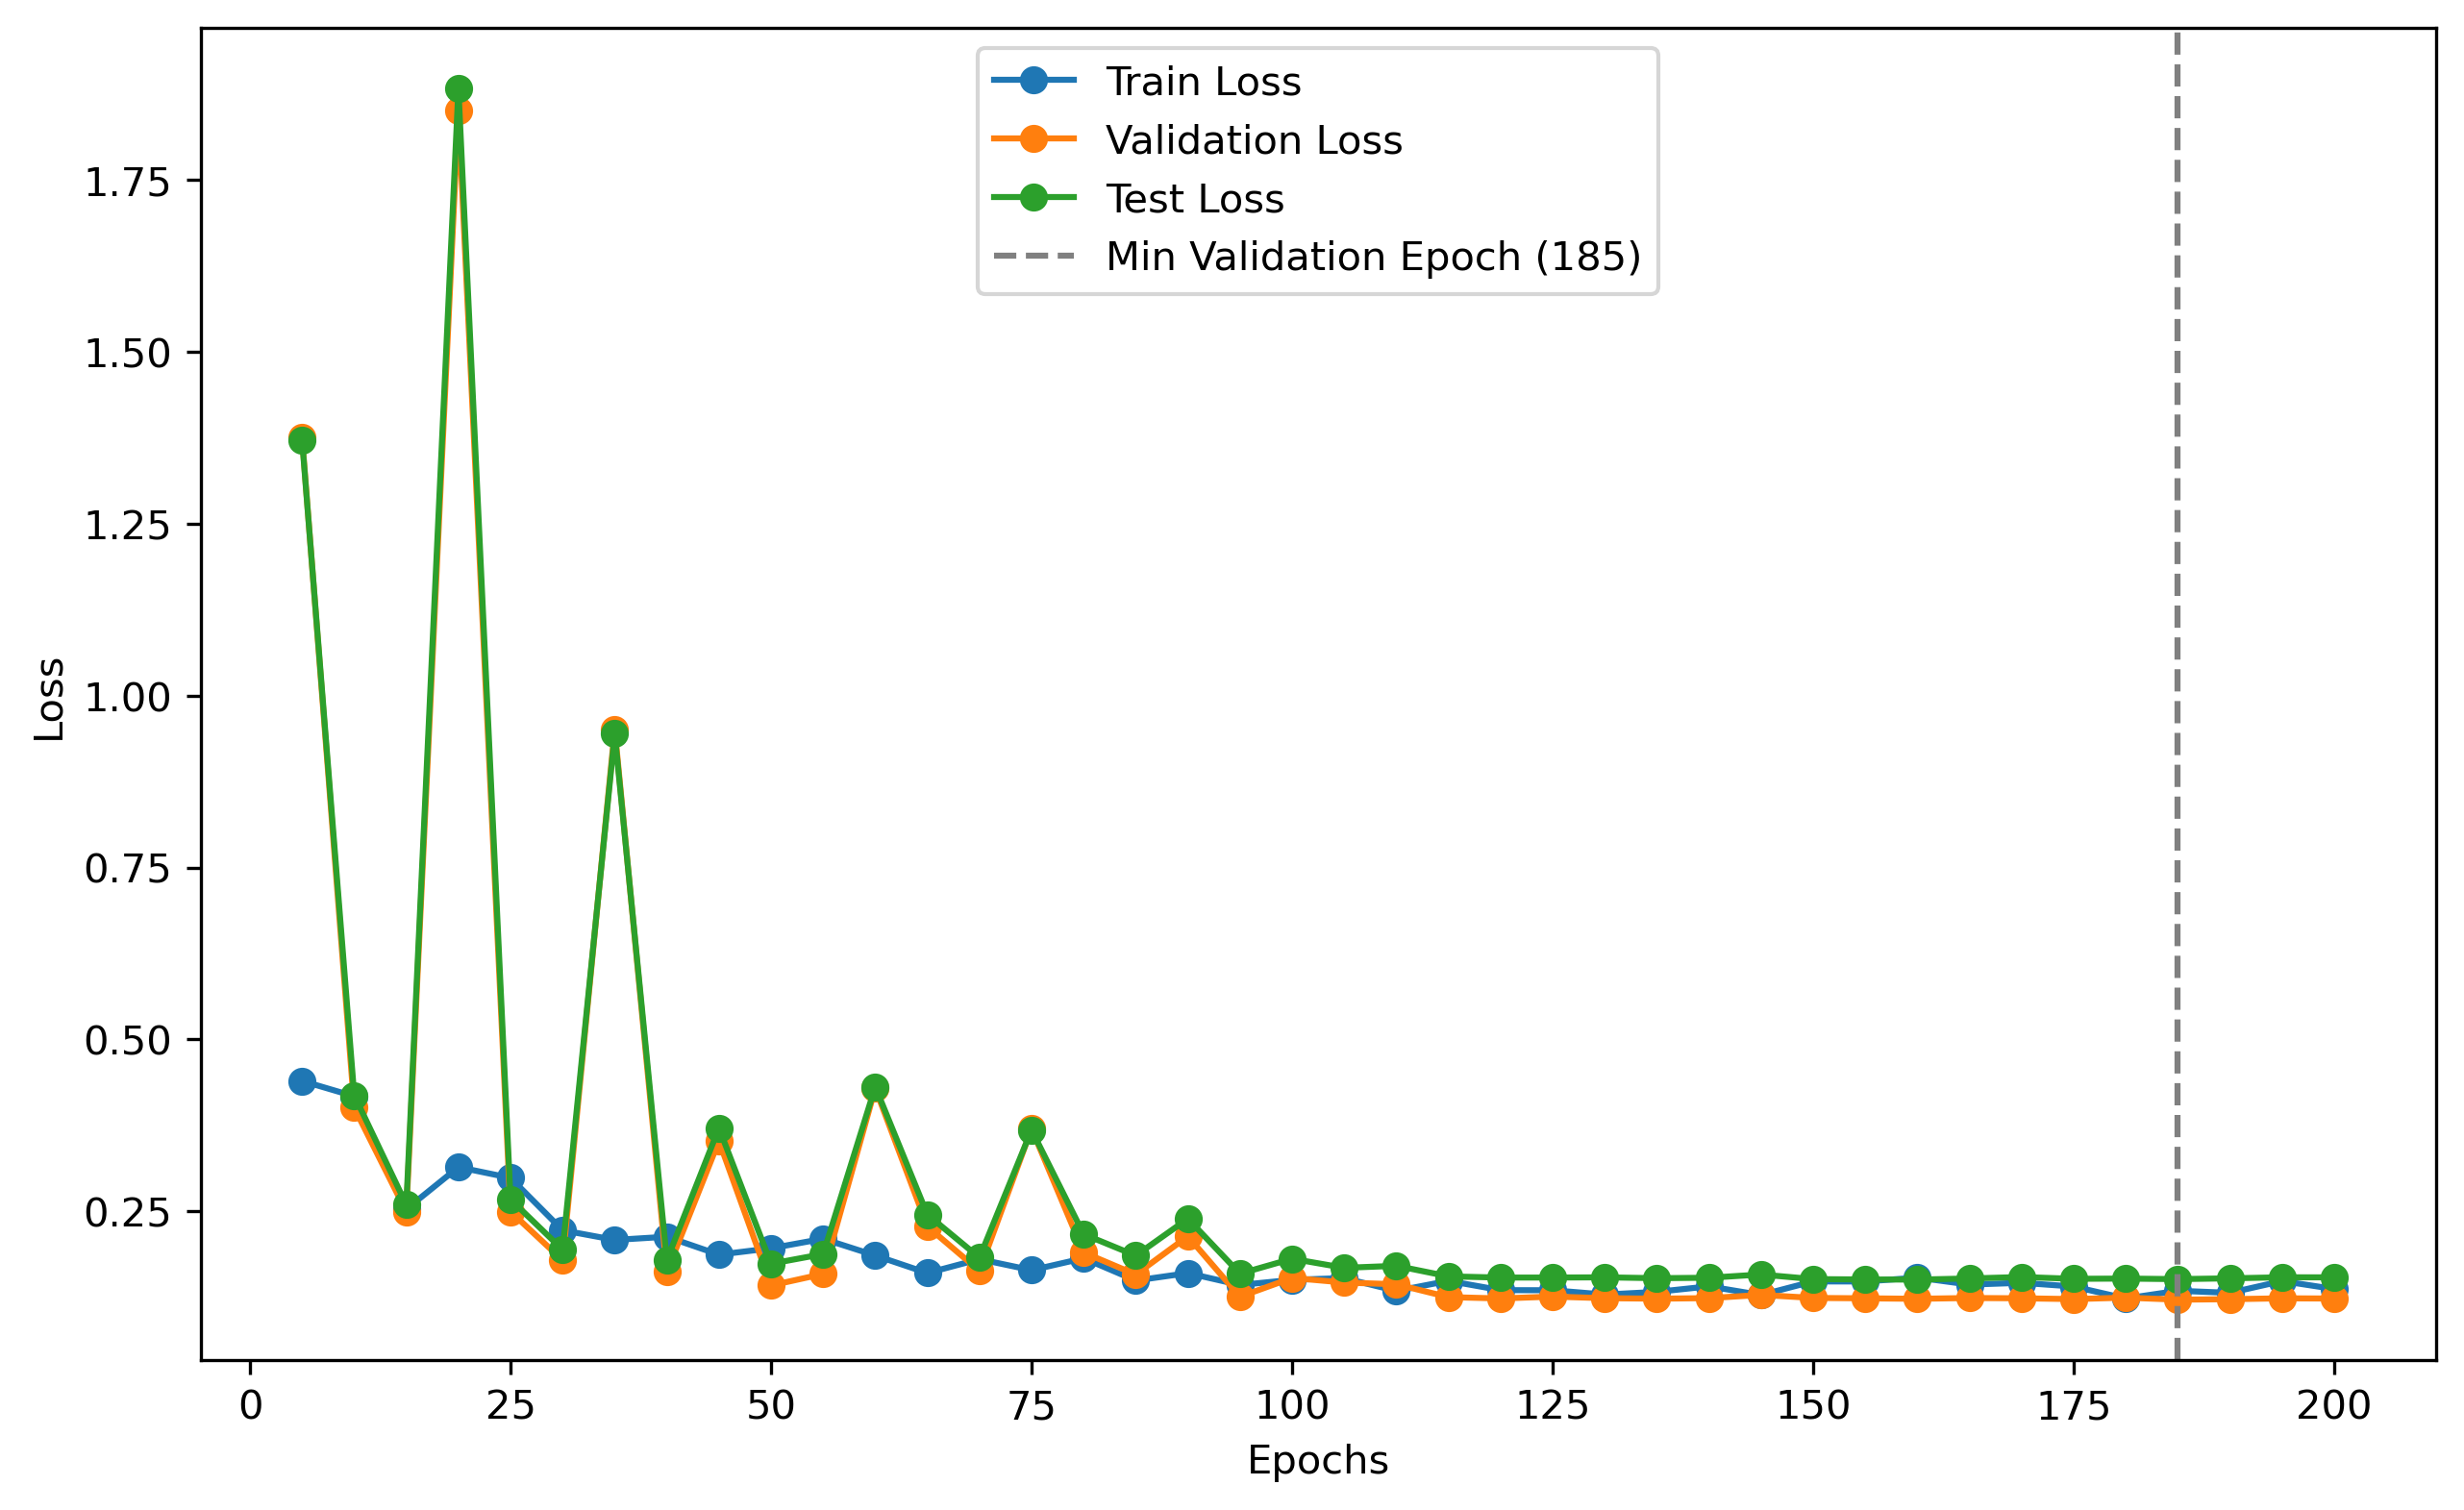 Train Loss
Validation Loss
Test Loss
Min Validation Epoch (185)
1.75
1.50
1.25
1.00
0.75
0.50
0.25
Loss
0 25 50 75 100 125 150 175 200
Epochs